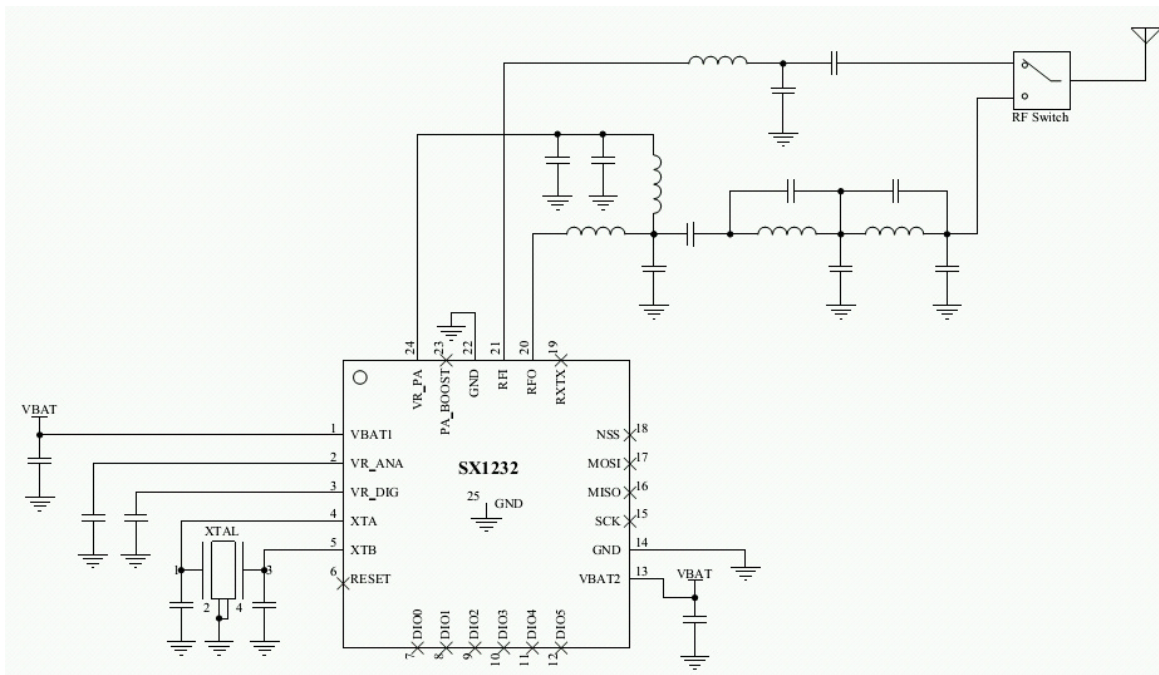 RF Switch
24
23
22
21
20
19
VR_PA
PA_BOOST
GND
RFI
RFO
RXTX
VBAT
1
VBAT1
NSS
18
2
VR_ANA
SX1232
MOSI
17
3
VR_DIG
25
GND
MISO
16
4
XTA
SCK
15
XTAL
5
XTB
GND
14
1
3
6
RESET
VBAT2
13
VBAT
2
4
DIO0
DIO1
DIO2
DIO3
DIO4
DIO5
7
8
9
10
11
12